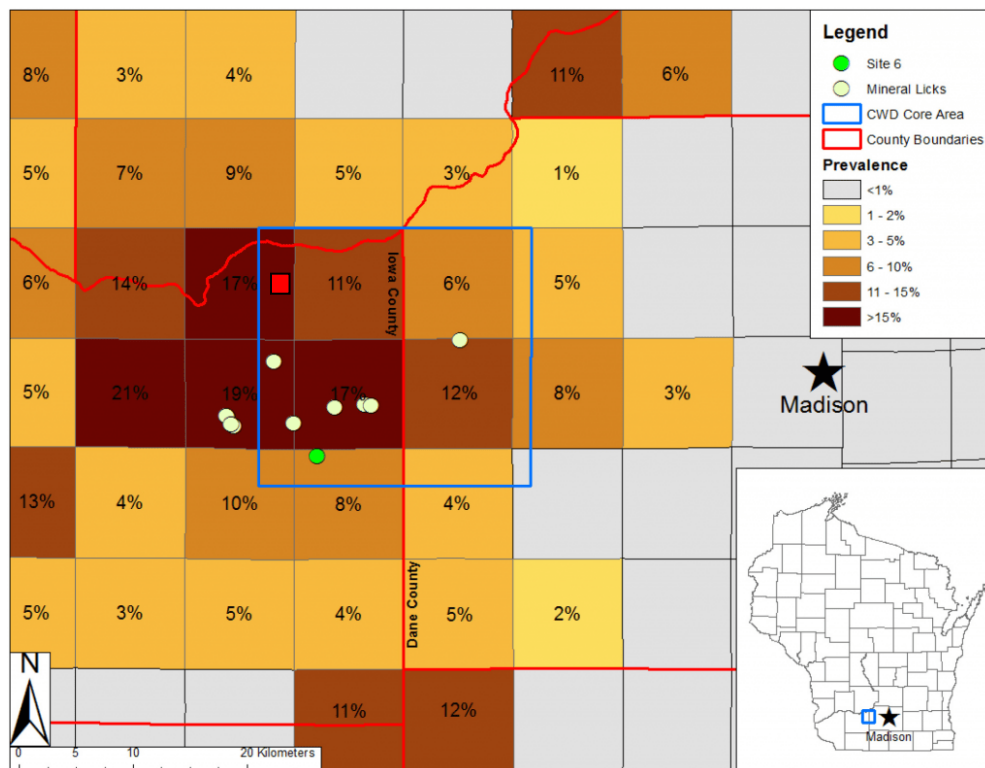 Legend
Site 6
Mineral Licks
CWD Core Area
County Boundaries
Prevalence
<1%
1 - 2%
3 - 5%
6 - 10%
11 - 15%
>15%
8% 3% 4% 11% 6%
5% 7% 9% 5% 3% 1%
6% 14% 17% 11% 6% 5%
Iowa County
5% 21% 19% 17% 12% 8% 3%
Madison
13% 4% 10% 8% 4%
Dane County
5% 3% 5% 4% 5% 2%
11% 12%
N
0 5 10 20 Kilometers
Madison